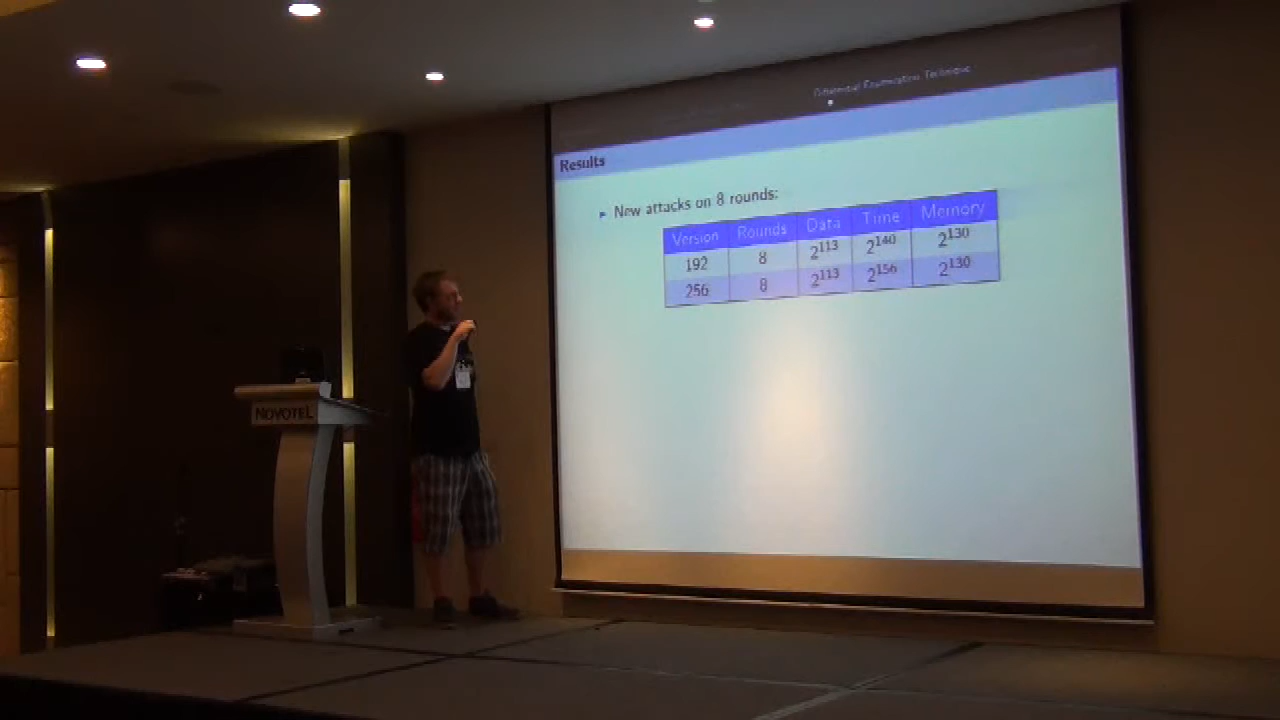 Differential Enumeration Technique
Results
▸ New attacks on 8 rounds:
Version Rounds Data Time Memory
192 8 2^113 2^140 2^130
256 8 2^113 2^156 2^130
NOVOTEL